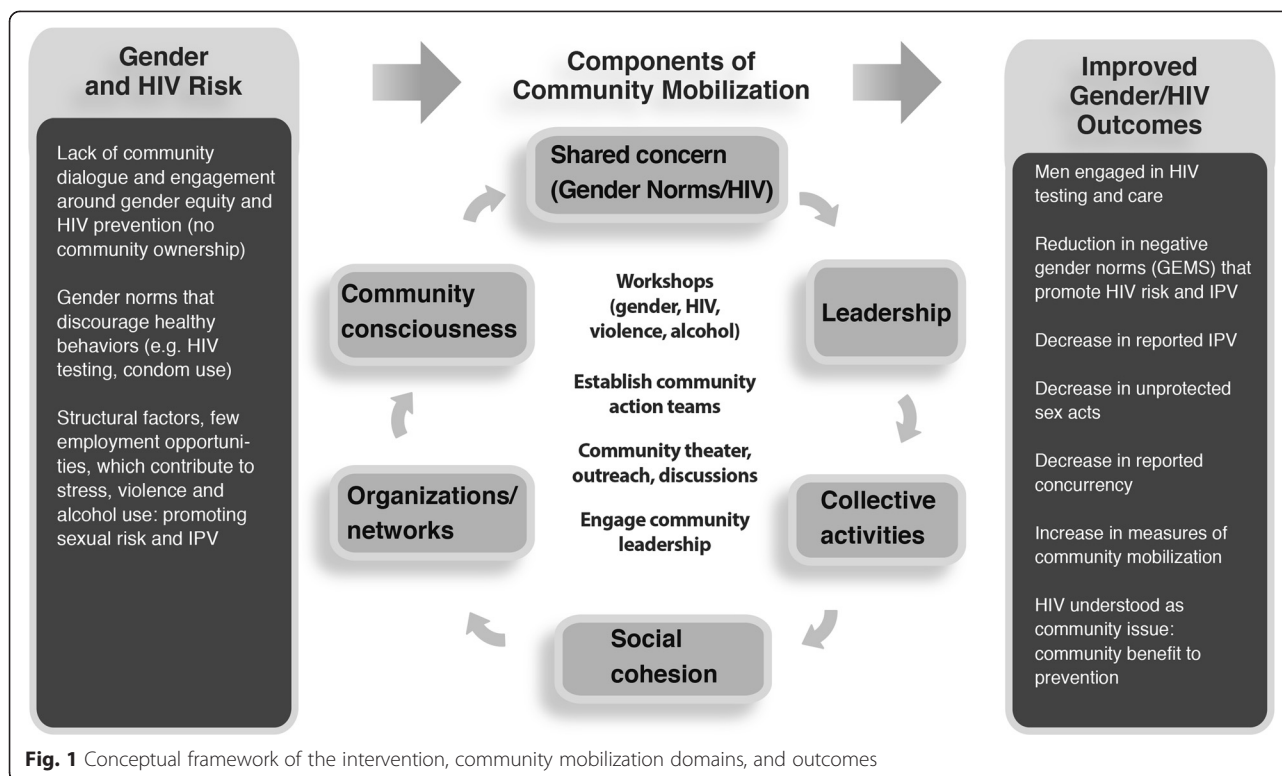 Gender
and HIV Risk
Lack of community
dialogue and engagement
around gender equity and
HIV prevention (no
community ownership)
Gender norms that
discourage healthy
behaviors (e.g. HIV
testing, condom use)
Structural factors, few
employment opportuni-
ties, which contribute to
stress, violence and
alcohol use: promoting
sexual risk and IPV
Components of
Community Mobilization
Shared concern
(Gender Norms/HIV)
Leadership
Collective
activities
Social
cohesion
Organizations/
networks
Community
consciousness
Workshops
(gender, HIV,
violence, alcohol)
Establish community
action teams
Community theater,
outreach, discussions
Engage community
leadership
Improved
Gender/HIV
Outcomes
Men engaged in HIV
testing and care
Reduction in negative
gender norms (GEMS) that
promote HIV risk and IPV
Decrease in reported IPV
Decrease in unprotected
sex acts
Decrease in reported
concurrency
Increase in measures of
community mobilization
HIV understood as
community issue:
community benefit to
prevention
Fig. 1 Conceptual framework of the intervention, community mobilization domains, and outcomes